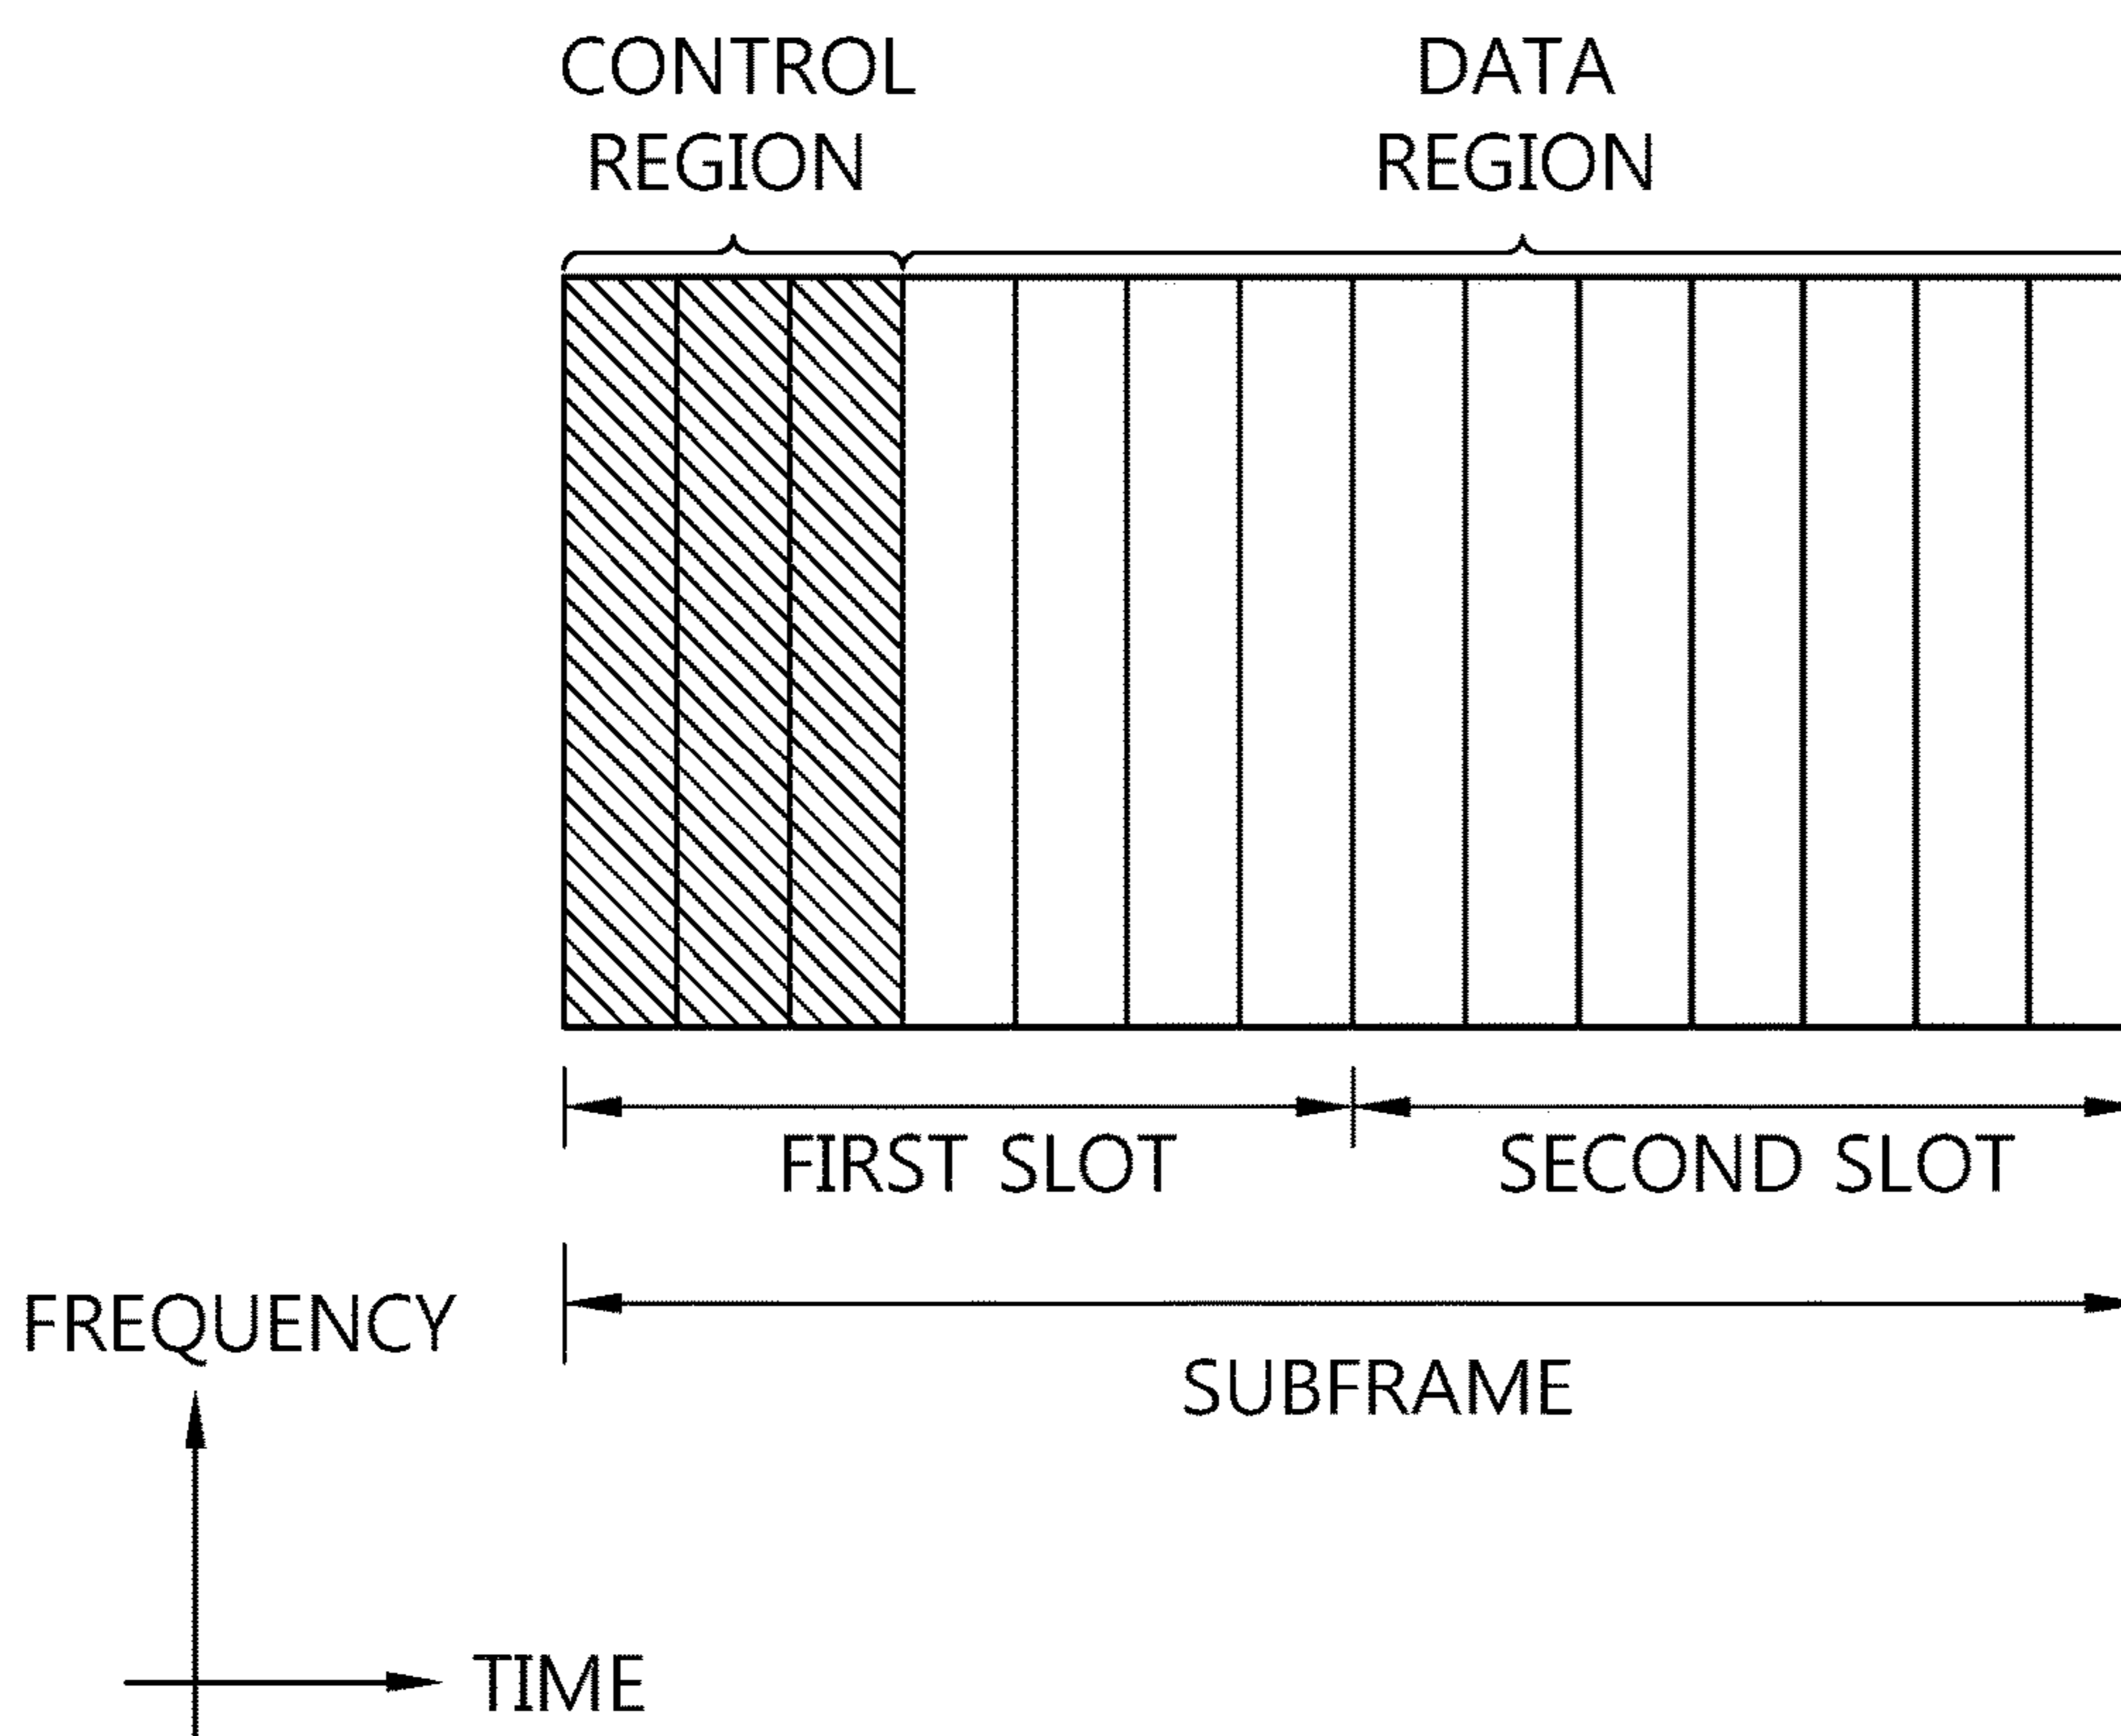 CONTROL
REGION
DATA
REGION
FIRST SLOT
SECOND SLOT
SUBFRAME
FREQUENCY
TIME